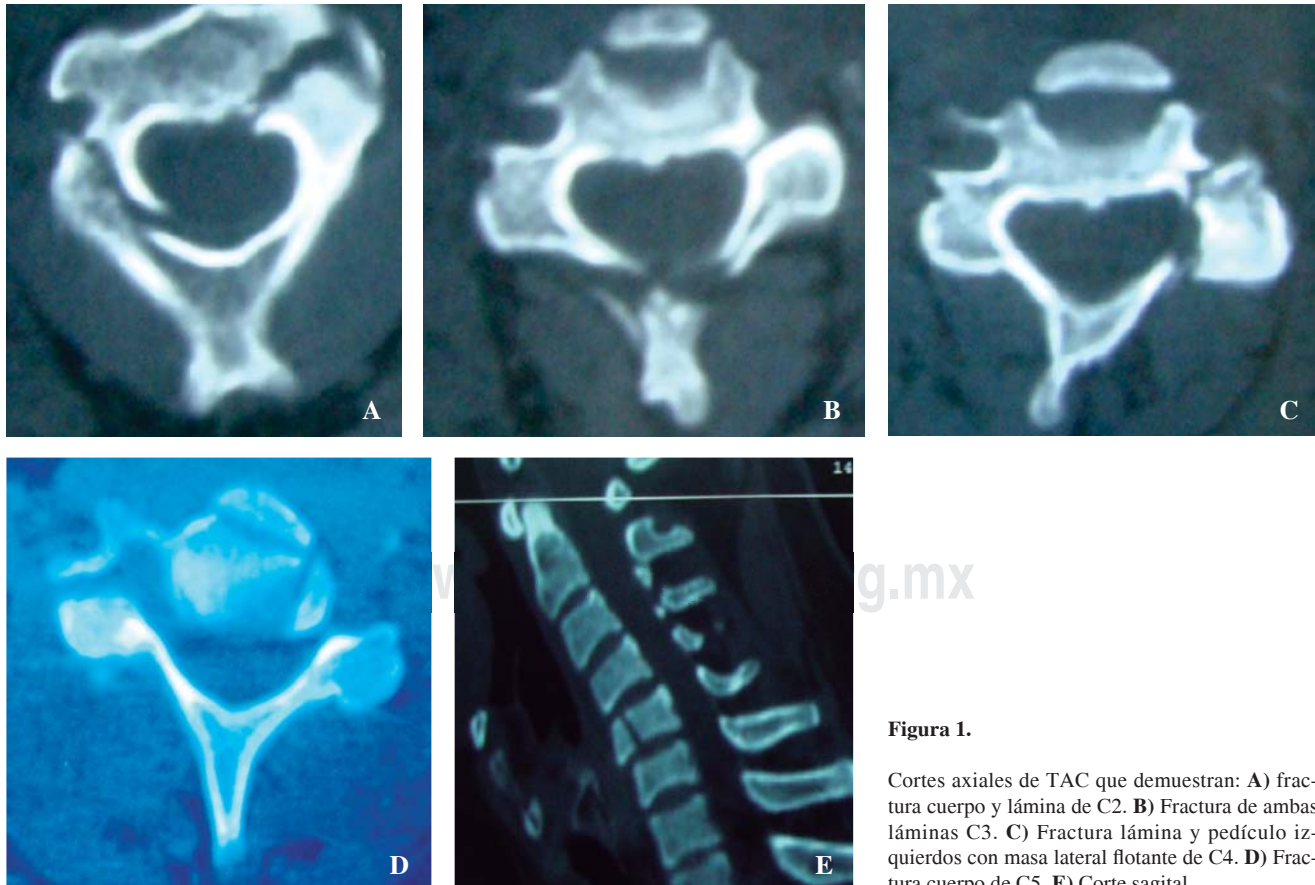 A
B
C
14
D
E
g.mx
Figura 1.
Cortes axiales de TAC que demuestran: A) frac-
tura cuerpo y lámina de C2. B) Fractura de ambas
láminas C3. C) Fractura lámina y pedículo iz-
quierdos con masa lateral flotante de C4. D) Frac-
tura cuerpo de C5. E) Corte sagital.